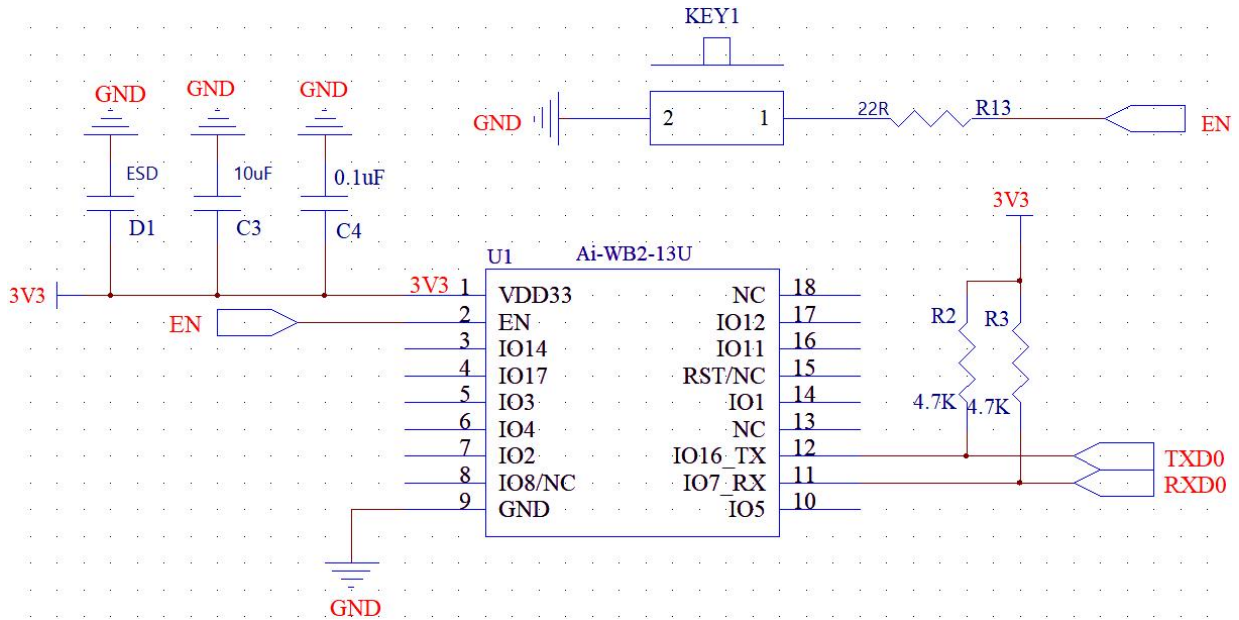 KEY1
GND
GND
GND
GND
2
1
22R
R13
EN
ESD
10uF
0.1uF
D1
C3
C4
3V3
3V3
3V3
EN
U1
Ai-WB2-13U
1 VDD33
2 EN
3 IO14
4 IO17
5 IO3
6 IO4
7 IO2
8 IO8/NC
9 GND
NC 18
IO12 17
IO11 16
RST/NC 15
IO1 14
NC 13
IO16_TX 12
IO7_RX 11
IO5 10
R2
R3
4.7K
4.7K
TXD0
RXD0
GND